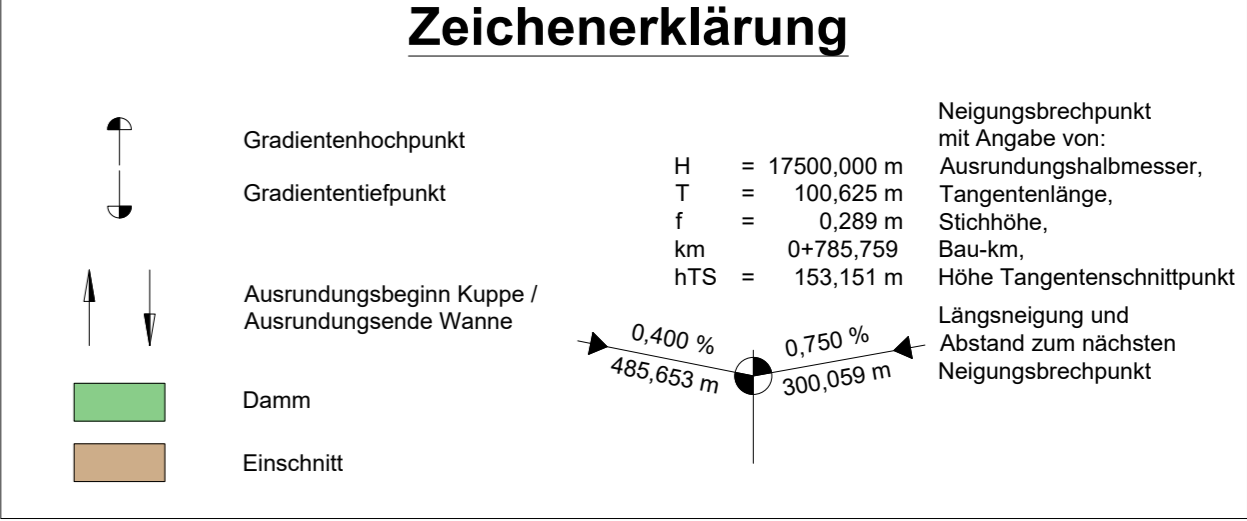 Zeichenerklärung
Gradientenhochpunkt
Gradiententiefpunkt
Ausrundungsbeginn Kuppe /
Ausrundungsende Wanne
Damm
Einschnitt
Neigungsbrechpunkt
mit Angabe von:
H = 17500,000 m Ausrundungshalbmesser,
T = 100,625 m Tangentenlänge,
f = 0,289 m Stichhöhe,
km 0+785,759 Bau-km,
hTS = 153,151 m Höhe Tangentenschnittpunkt
0,400 %
485,653 m
0,750 %
300,059 m
Längsneigung und
Abstand zum nächsten
Neigungsbrechpunkt